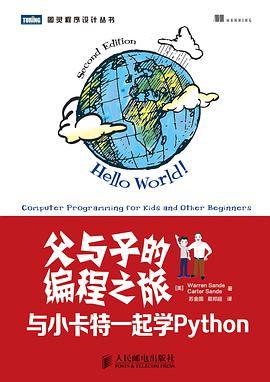 TURING 图灵程序设计丛书
MANNING
Second Edition
Hello World!
Computer Programming for Kids and Other Beginners
父与子的
编程之旅
[美] Warren Sande
Carter Sande 著
苏金国 易郑超 译
与小卡特一起学Python
人民邮电出版社
POSTS & TELECOM PRESS